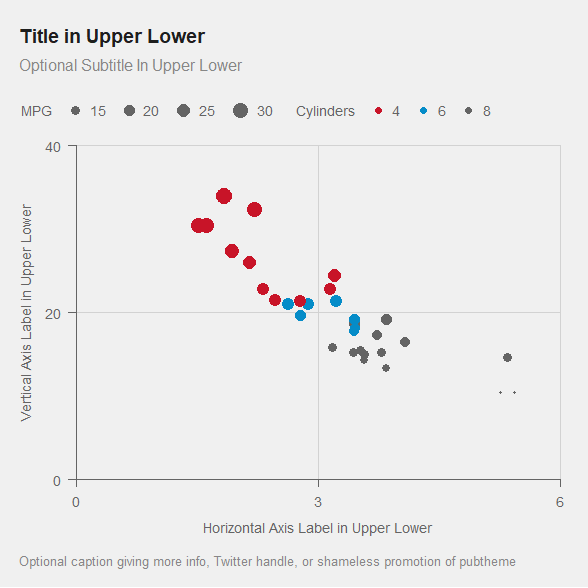 Title in Upper Lower
Optional Subtitle In Upper Lower
MPG 15 20 25 30 Cylinders 4 6 8
40
20
0
Vertical Axis Label in Upper Lower
0 3 6
Horizontal Axis Label in Upper Lower
Optional caption giving more info, Twitter handle, or shameless promotion of pubtheme